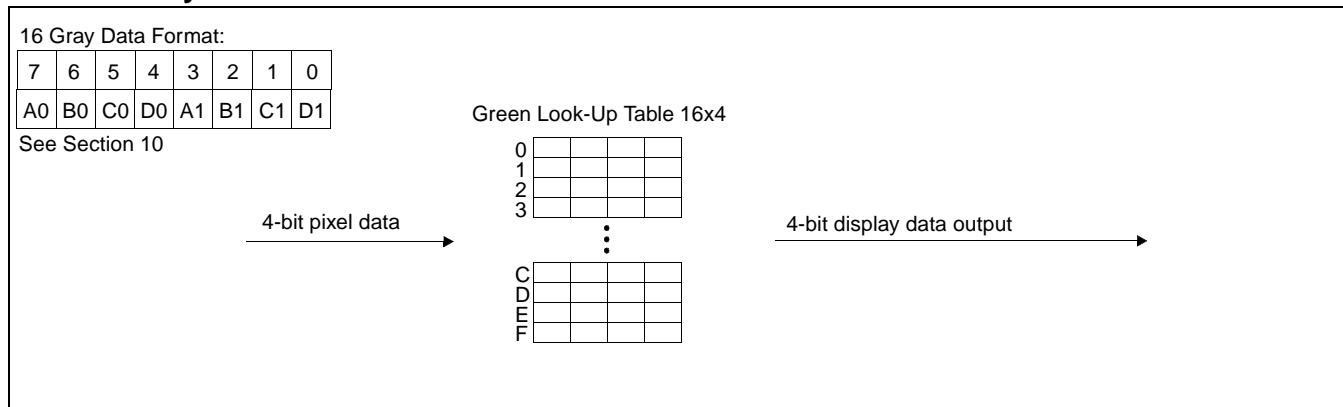 16 Gray Data Format:
7 6 5 4 3 2 1 0
A0 B0 C0 D0 A1 B1 C1 D1
See Section 10
Green Look-Up Table 16x4
0
1
2
3
4-bit pixel data
4-bit display data output
C
D
E
F